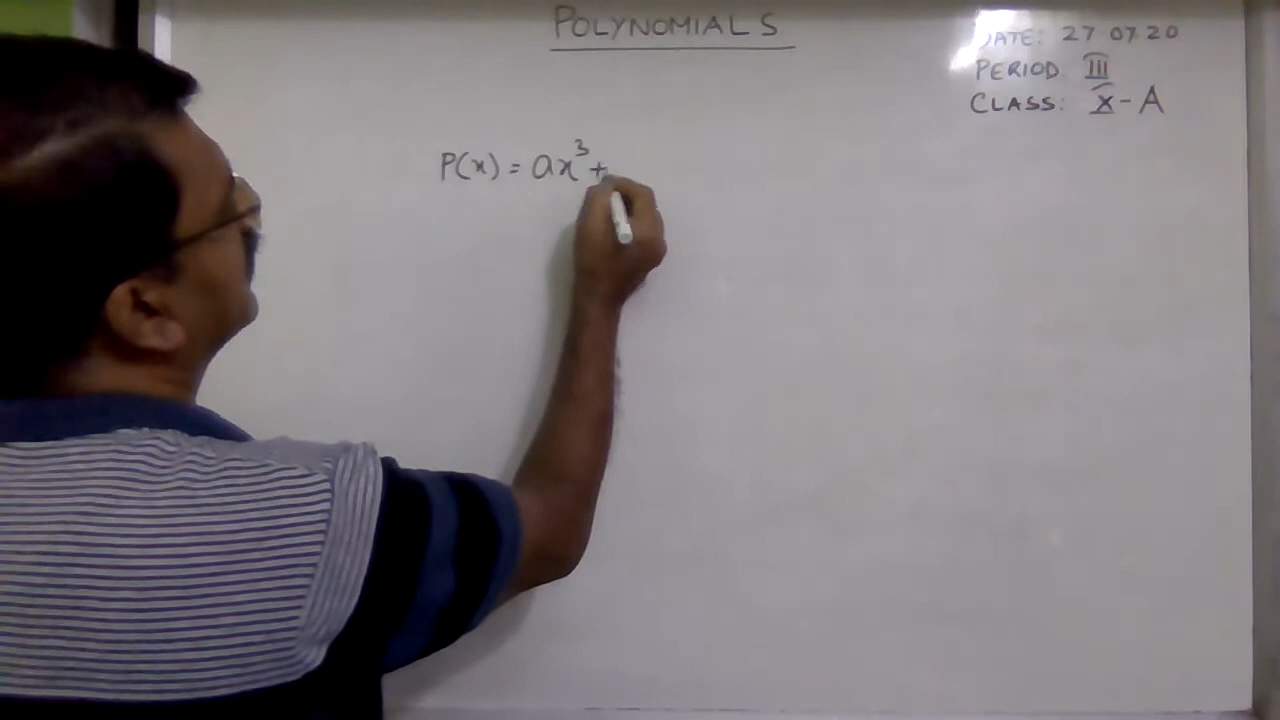 POLYNOMIALS
DATE: 27 07 20
PERIOD III
CLASS: X - A
P(x) = ax³ +